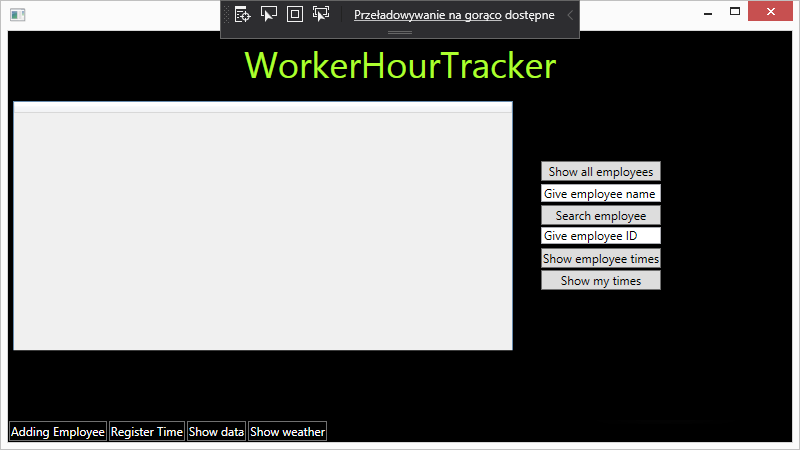 Przeładowywanie na gorąco dostępne
WorkerHourTracker
Show all employees
Give employee name
Search employee
Give employee ID
Show employee times
Show my times
Adding Employee
Register Time
Show data
Show weather